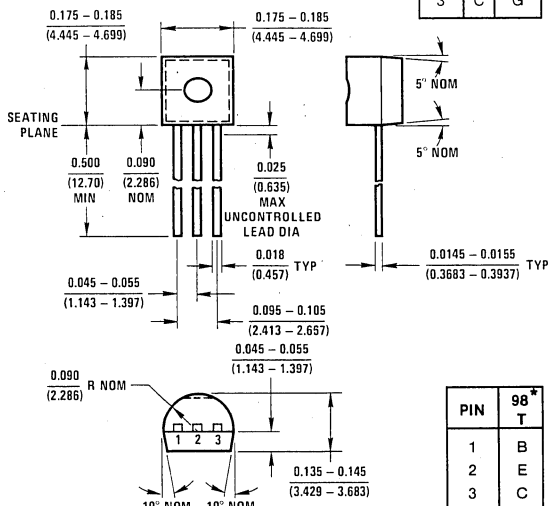 3 C G
0.175 – 0.185
(4.445 – 4.699)
0.175 – 0.185
(4.445 – 4.699)
5° NOM
SEATING
PLANE
0.500
(12.70)
MIN
0.090
(2.286)
NOM
0.025
(0.635)
MAX
UNCONTROLLED
LEAD DIA
5° NOM
0.018
(0.457) TYP
0.0145 – 0.0155
(0.3683 – 0.3937) TYP
0.045 – 0.055
(1.143 – 1.397)
0.095 – 0.105
(2.413 – 2.667)
0.045 – 0.055
(1.143 – 1.397)
0.090
(2.286) R NOM
1 2 3
0.135 – 0.145
(3.429 – 3.683)
10° NOM 10° NOM
PIN 98*
T
1 B
2 E
3 C